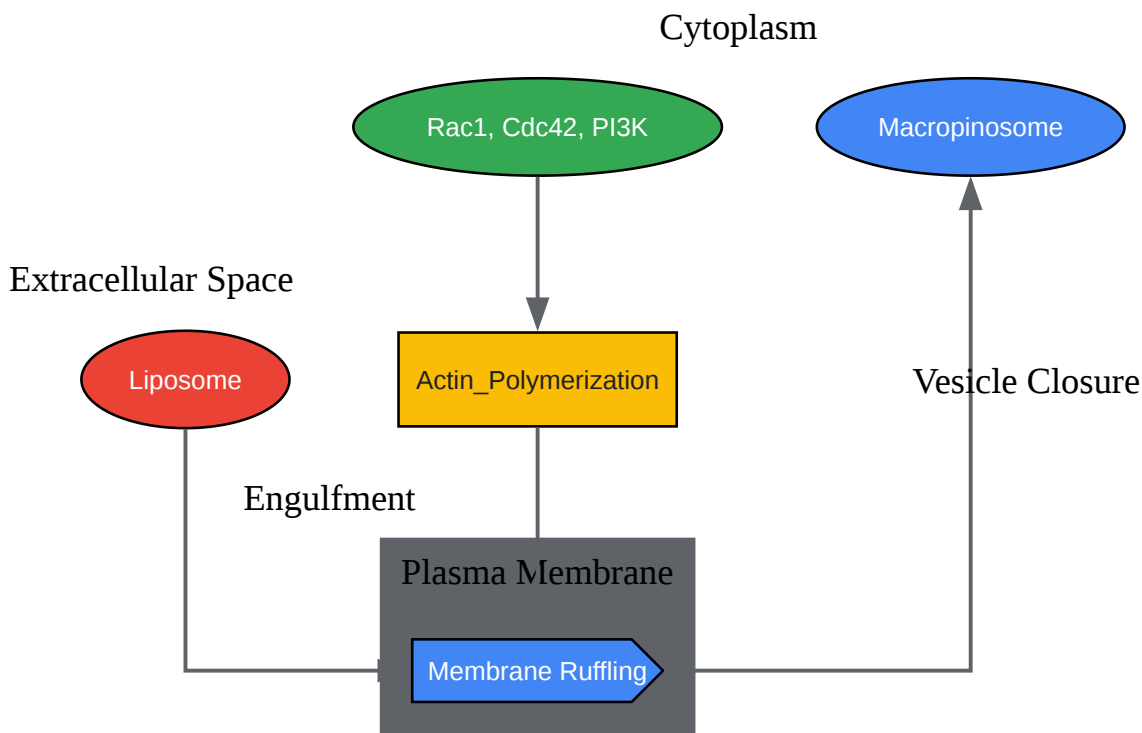 Cytoplasm
Rac1, Cdc42, PI3K
Macropinosome
Extracellular Space
Liposome
Actin_Polymerization
Vesicle Closure
Engulfment
Plasma Membrane
Membrane Ruffling